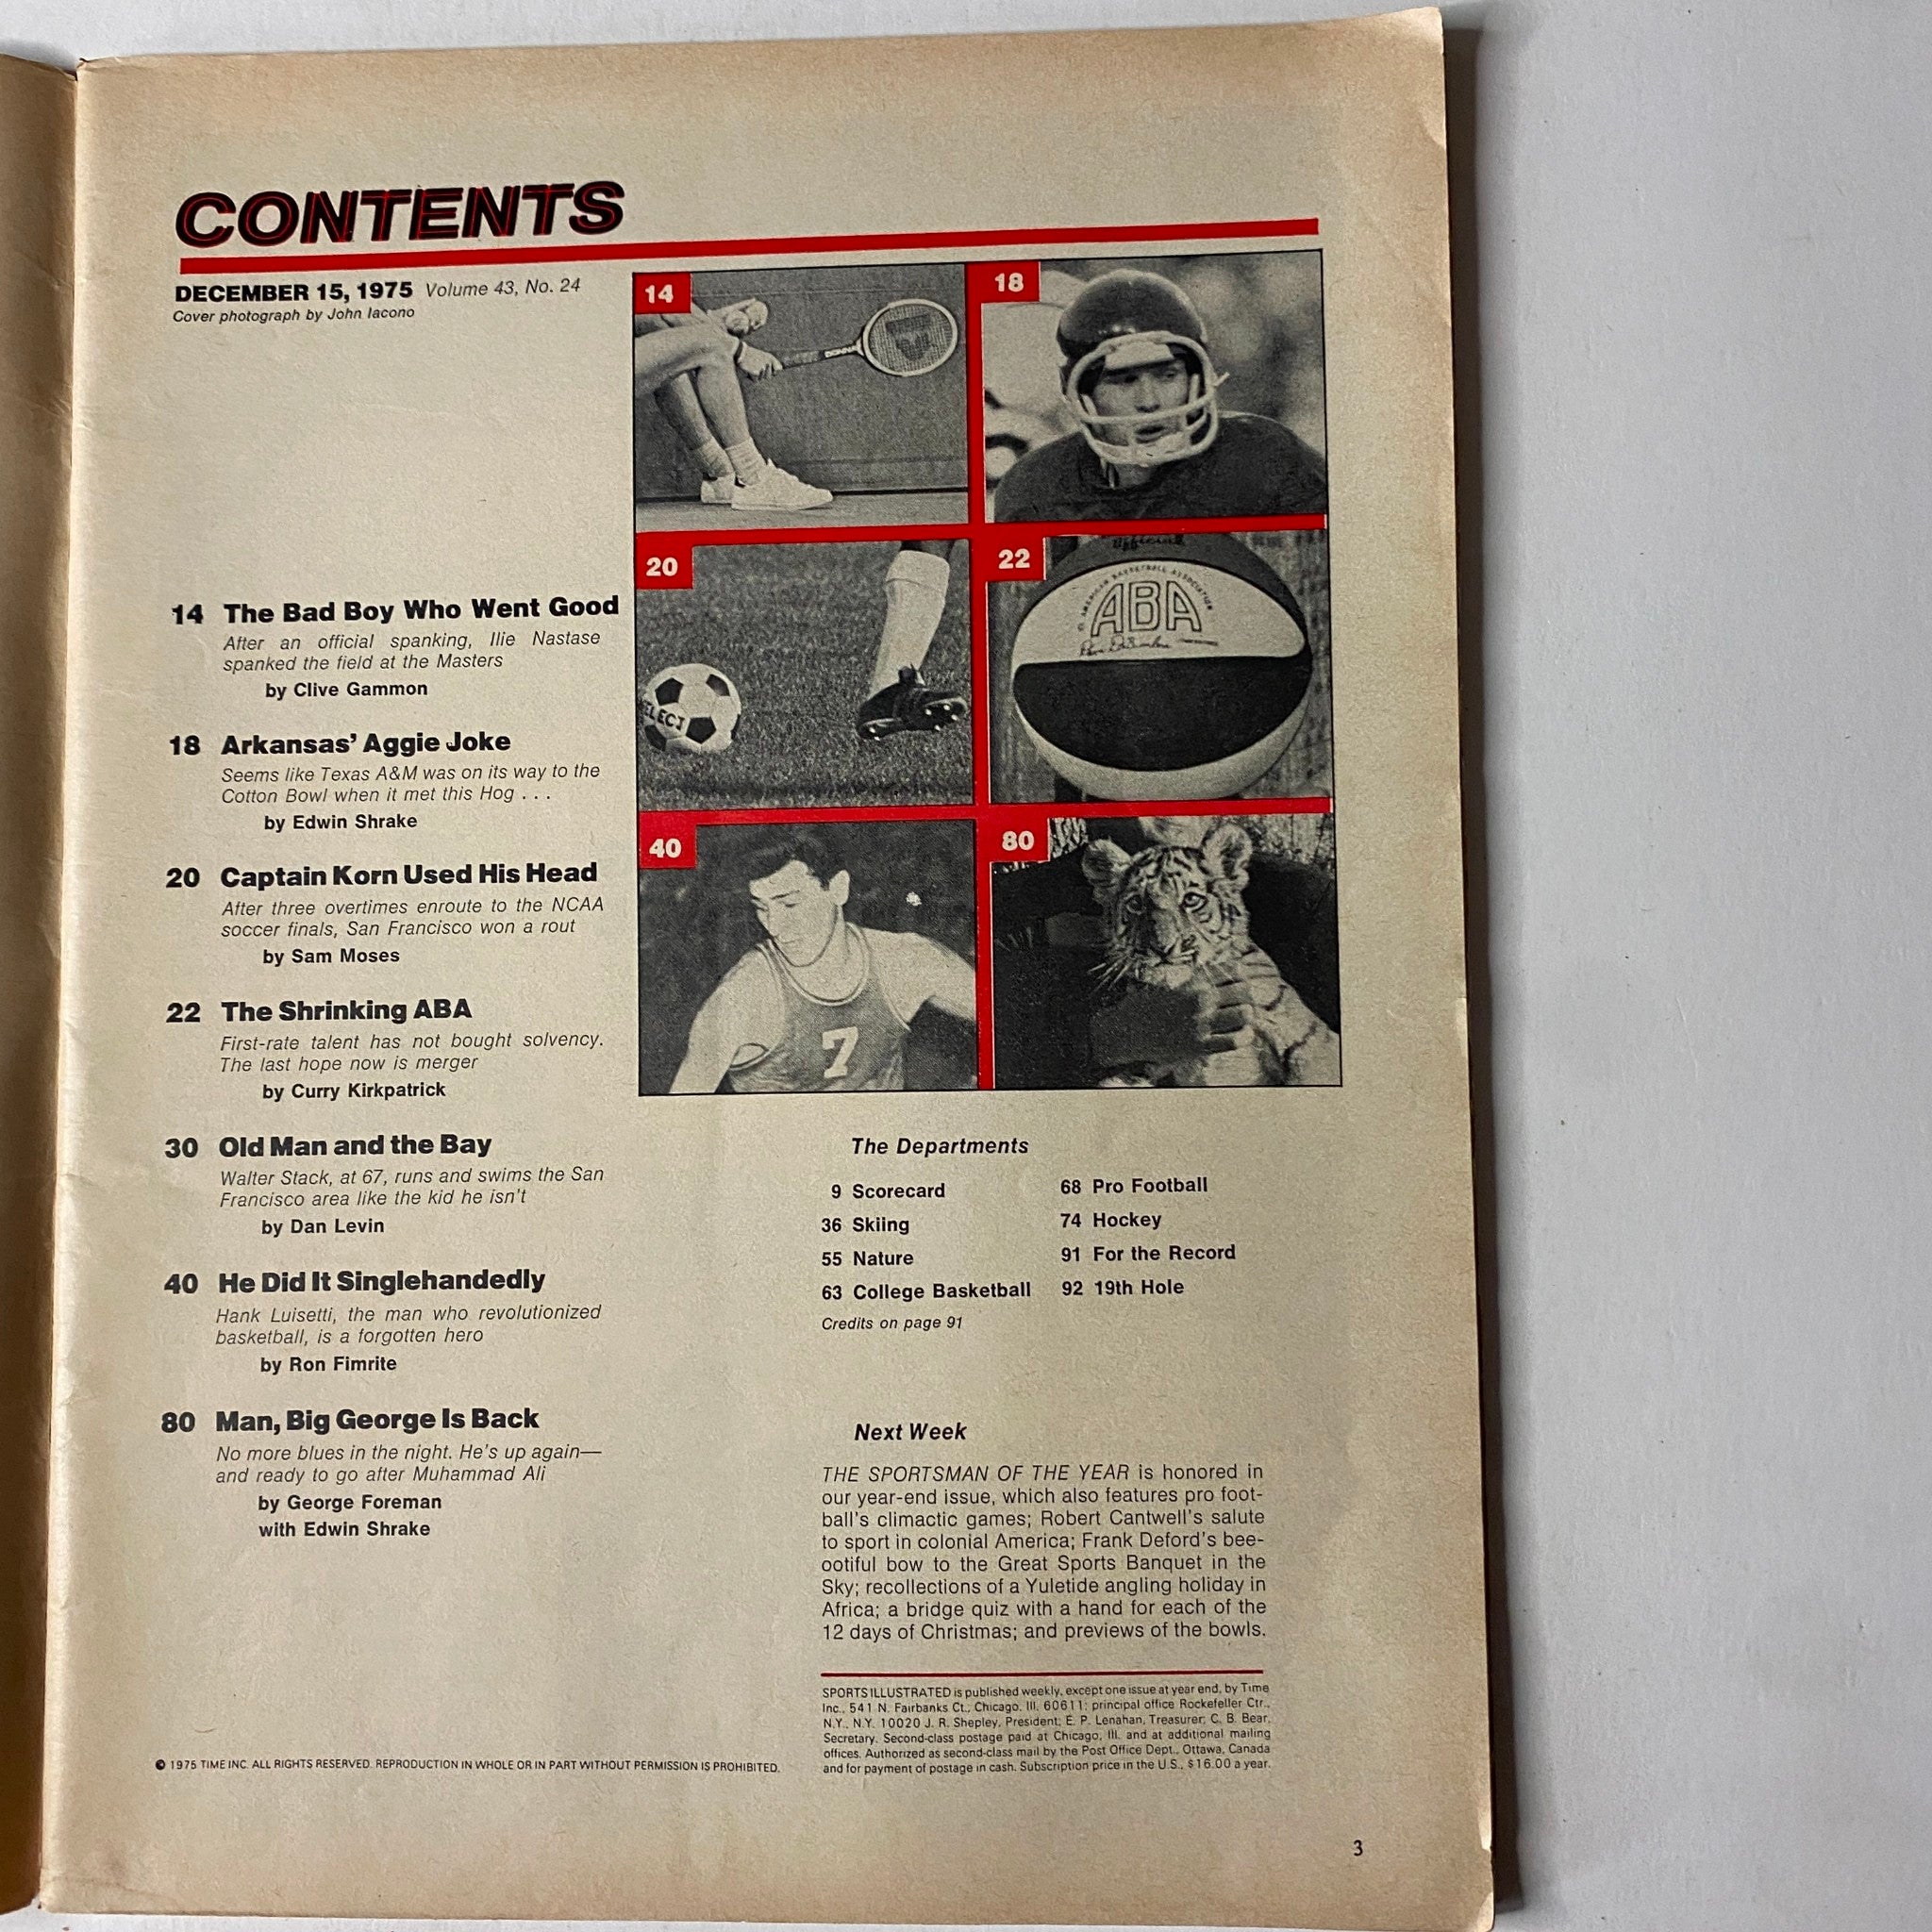 CONTENTS
DECEMBER 15, 1975 Volume 43, No. 24
Cover photograph by John Iacono
14 The Bad Boy Who Went Good
After an official spanking, Ilie Nastase
spanked the field at the Masters
by Clive Gammon
18 Arkansas' Aggie Joke
Seems like Texas A&M was on its way to the
Cotton Bowl when it met this Hog . . .
by Edwin Shrake
20 Captain Korn Used His Head
After three overtimes enroute to the NCAA
soccer finals, San Francisco won a rout
by Sam Moses
22 The Shrinking ABA
First-rate talent has not bought solvency.
The last hope now is merger
by Curry Kirkpatrick
30 Old Man and the Bay
Walter Stack, at 67, runs and swims the San
Francisco area like the kid he isn't
by Dan Levin
40 He Did It Singlehandedly
Hank Luisetti, the man who revolutionized
basketball, is a forgotten hero
by Ron Fimrite
80 Man, Big George Is Back
No more blues in the night. He's up again—
and ready to go after Muhammad Ali
by George Foreman
with Edwin Shrake
© 1975 TIME INC. ALL RIGHTS RESERVED. REPRODUCTION IN WHOLE OR IN PART WITHOUT PERMISSION IS PROHIBITED.
14
18
20
ELECT
22
Official
AMERICAN BASKETBALL ASSOCIATION
ABA
40
7
80
The Departments
9 Scorecard
36 Skiing
55 Nature
63 College Basketball
68 Pro Football
74 Hockey
91 For the Record
92 19th Hole
Credits on page 91
Next Week
THE SPORTSMAN OF THE YEAR is honored in
our year-end issue, which also features pro foot-
ball's climactic games; Robert Cantwell's salute
to sport in colonial America; Frank Deford's bee-
ootiful bow to the Great Sports Banquet in the
Sky; recollections of a Yuletide angling holiday in
Africa; a bridge quiz with a hand for each of the
12 days of Christmas; and previews of the bowls.
SPORTS ILLUSTRATED is published weekly, except one issue at year end, by Time
Inc., 541 N. Fairbanks Ct., Chicago, Ill. 60611; principal office Rockefeller Ctr.,
N.Y., N.Y. 10020 J. R. Shepley, President; E. P. Lenahan, Treasurer; C. B. Bear,
Secretary. Second-class postage paid at Chicago, Ill. and at additional mailing
offices. Authorized as second-class mail by the Post Office Dept., Ottawa, Canada
and for payment of postage in cash. Subscription price in the U.S., $16.00 a year.
3